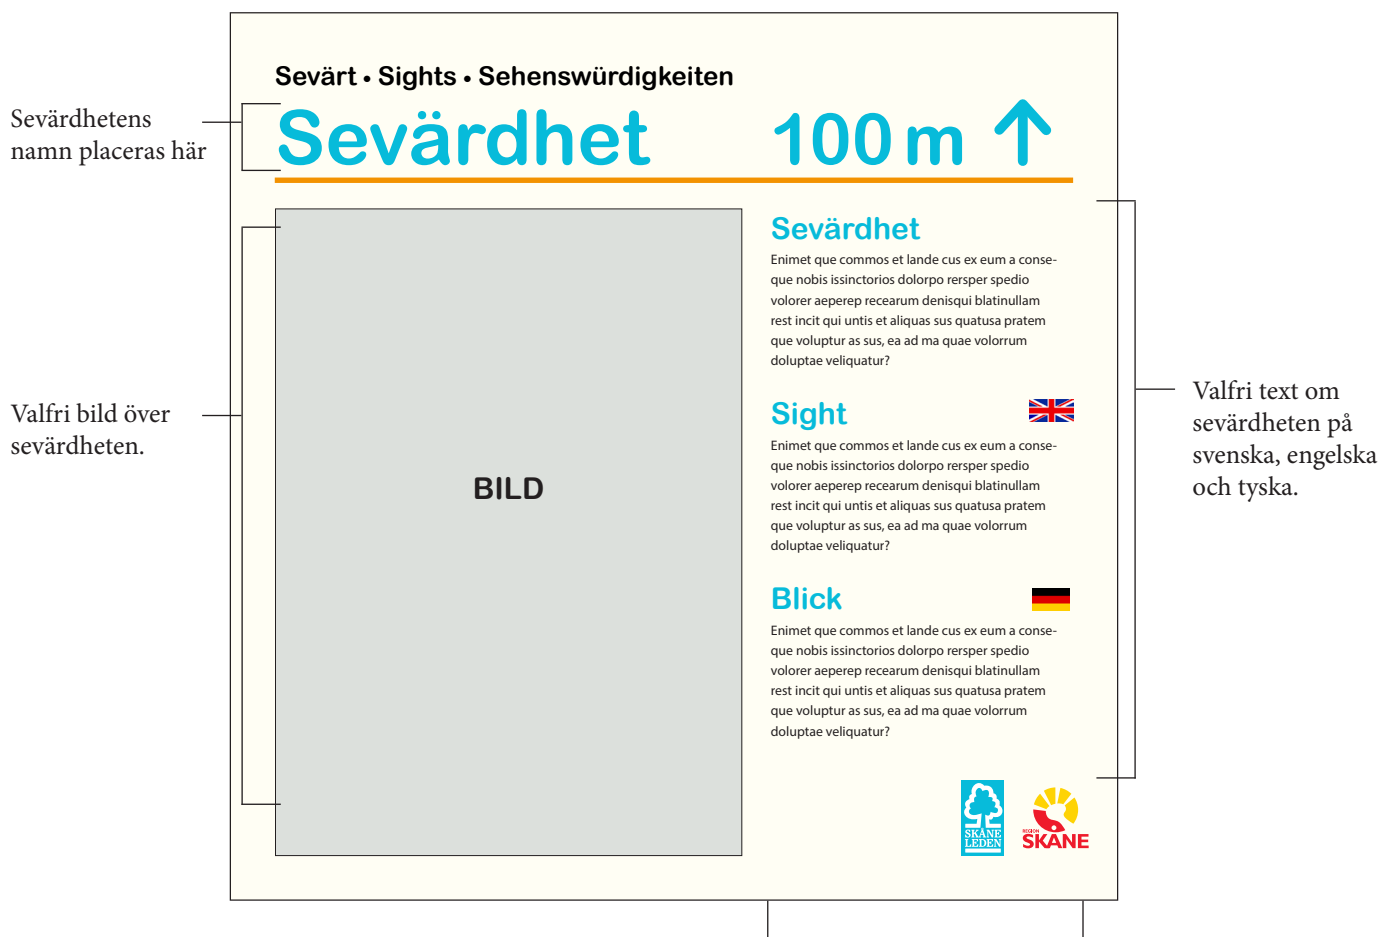 Sevärt • Sights • Sehenswürdigkeiten
Sevärdhet 100 m ↑
Sevärdhetens
namn placeras här
Valfri bild över
sevärdheten.
BILD
Sevärdhet
Enimet que commos et lande cus ex eum a conse-
que nobis issinctorios dolorpo rersper spedio
volorer aeperep recearum denisqui blatinullam
rest incit qui untis et aliquas sus quatusa pratem
que voluptur as sus, ea ad ma quae volorrum
doluptae veliquatur?
Sight
Enimet que commos et lande cus ex eum a conse-
que nobis issinctorios dolorpo rersper spedio
volorer aeperep recearum denisqui blatinullam
rest incit qui untis et aliquas sus quatusa pratem
que voluptur as sus, ea ad ma quae volorrum
doluptae veliquatur?
Blick
Enimet que commos et lande cus ex eum a conse-
que nobis issinctorios dolorpo rersper spedio
volorer aeperep recearum denisqui blatinullam
rest incit qui untis et aliquas sus quatusa pratem
que voluptur as sus, ea ad ma quae volorrum
doluptae veliquatur?
Valfri text om
sevärdheten på
svenska, engelska
och tyska.
SKÅNE
LEDEN
REGION
SKÅNE